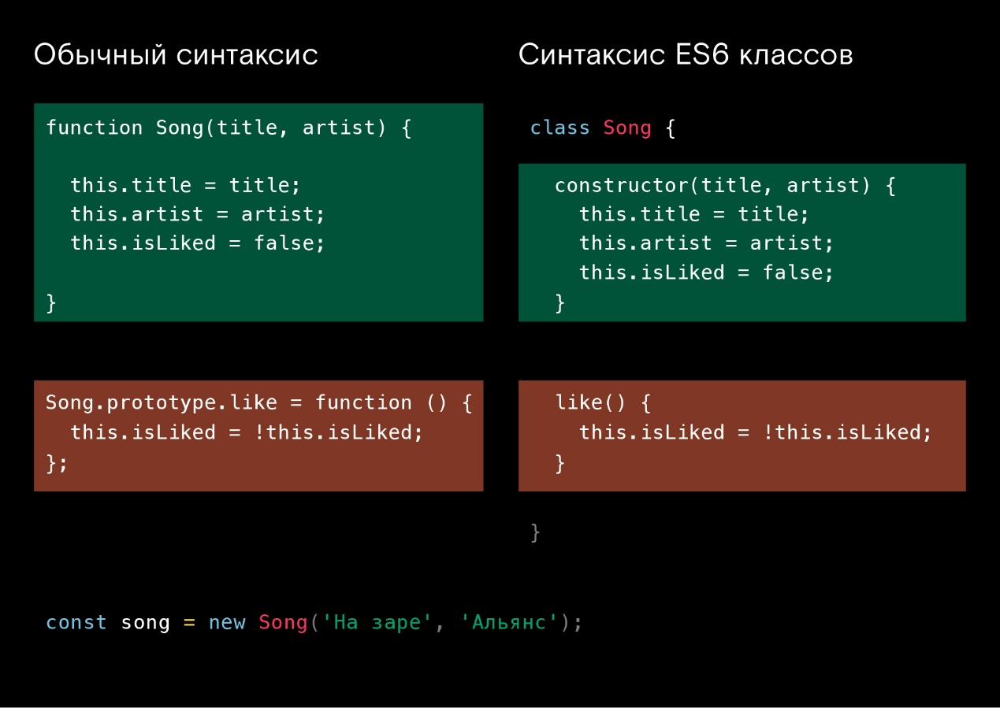 Обычный синтаксис
function Song(title, artist) {
  this.title = title;
  this.artist = artist;
  this.isLiked = false;
}
Song.prototype.like = function () {
  this.isLiked = !this.isLiked;
};
Синтаксис ES6 классов
class Song {
  constructor(title, artist) {
    this.title = title;
    this.artist = artist;
    this.isLiked = false;
  }
  like() {
    this.isLiked = !this.isLiked;
  }
}
const song = new Song('На заре', 'Альянс');